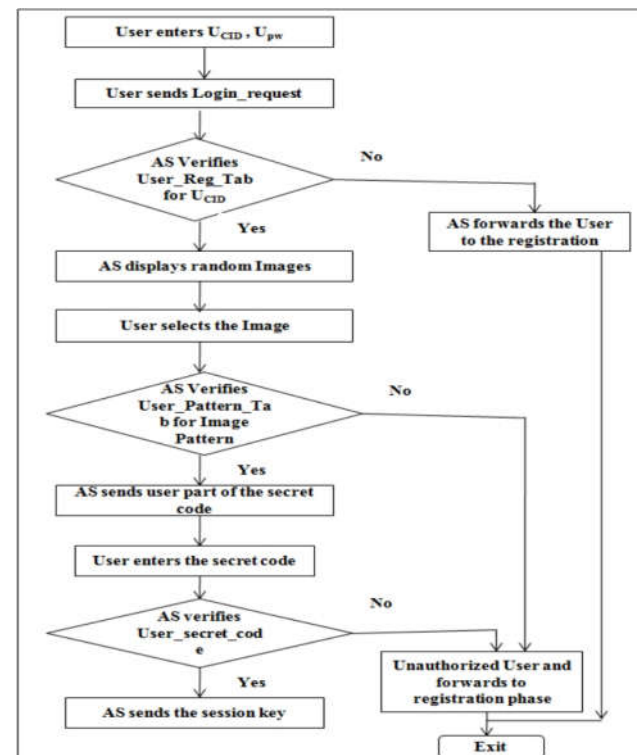 User enters U_CID , U_pw
User sends Login_request
AS Verifies
User_Reg_Tab
for U_CID
No
Yes
AS forwards the User
to the registration
AS displays random Images
User selects the Image
AS Verifies
User_Pattern_Ta
b for Image
Pattern
No
Yes
AS sends user part of the secret
code
User enters the secret code
AS verifies
User_secret_cod
e
No
Yes
Unauthorized User and
forwards to
registration phase
AS sends the session key
Exit